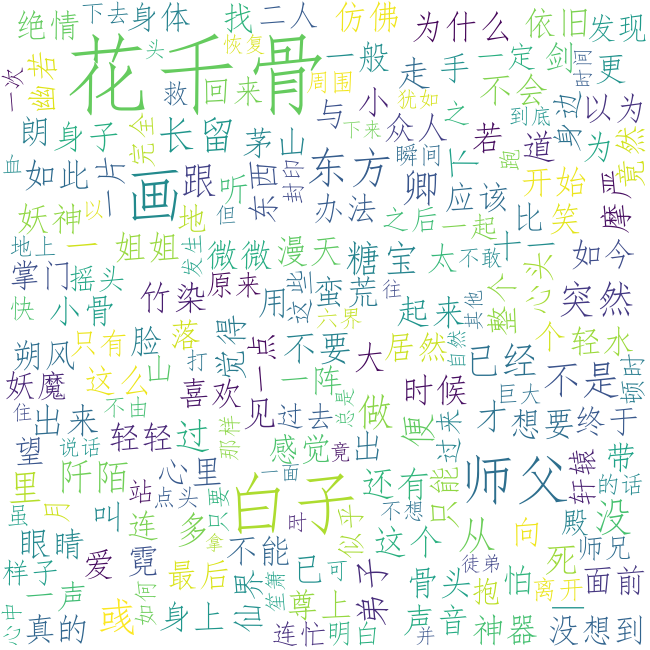 绝情
下去
身体
找
二人
仿佛
为什么
依旧
发现
花千骨
头
恢复
一般
走
手
一定
剑
更
时间
一次
幽若
救
回来
周围
与
小
犹如
之
不会
到底
身边
以为
朗
身子
完全
长留
茅山
众人
瞬间
下
若
跑
道
为
竟然
血
如此
一片
画
跟
听
东西
封印
东方
下来
卿
应该
开始
摩严
妖神
以
一
地
但
办法
之后
一起
比
笑
地上
姐姐
发生
微微
漫天
糖宝
太
不敢
十一
心头
如今
掌门
摇头
竹染
原来
用
这些
蛮荒
往
起来
其他
整个
突然
快
小骨
六界
个
轻水
朔风
只有
脸
落
打
觉得
不要
居然
自然
已经
不是
顿时
妖魔
这么
山
喜欢
见
一点
一阵
大
时候
巨大
住
出来
不由
那样
过去
总是
做
便
过来
才
想要
终于
望
说话
轻轻
过
感觉
竟
出
阡陌
心里
一面
还有
只能
师父
轩辕
带
的话
里
站
点头
只要
白子
时
似乎
不想
虽
月
叫
连
多
这个
从
向
殿
没
眼睛
爱
霓
拿
不能
已
可
弟子
徒弟
死
师兄
样子
最后
仙界
笙箫
尊上
骨头
抱
怕
离开
面前
心中
一声
彧
如何
身上
声音
一
真的
连忙
明白
并
神器
没想到